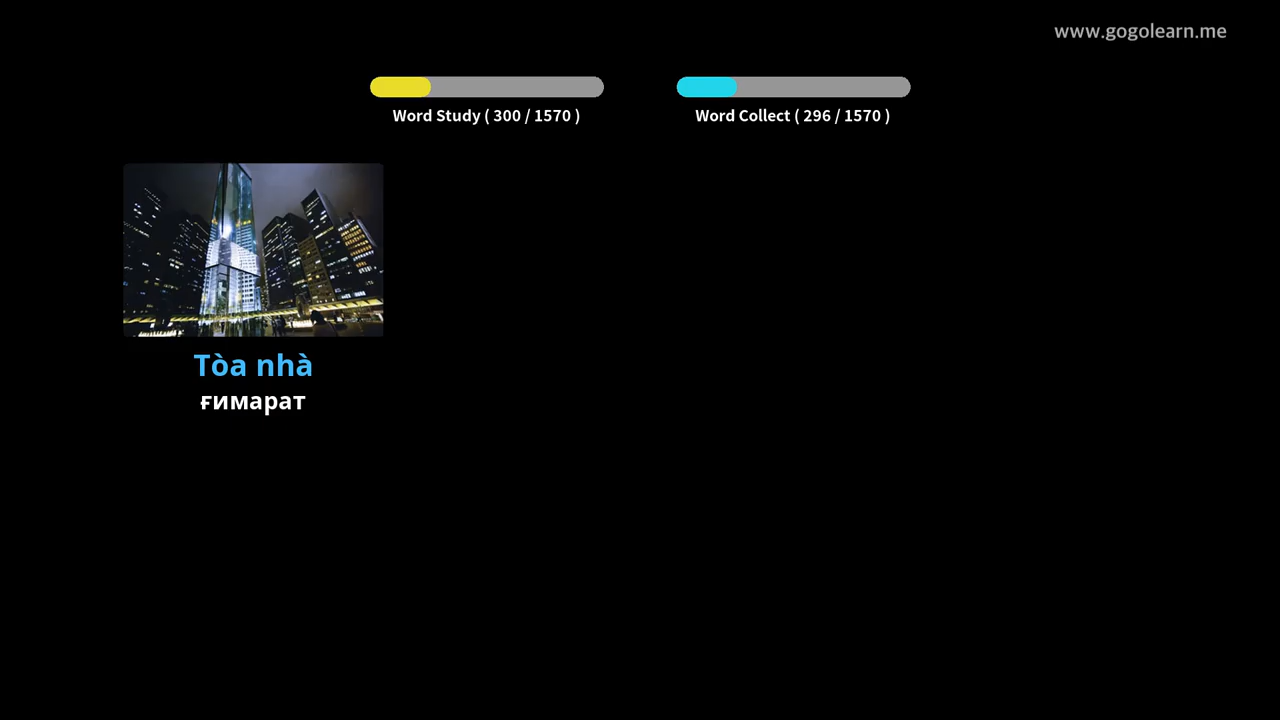 www.gogolearn.me
Word Study ( 300 / 1570 )
Word Collect ( 296 / 1570 )
Tòa nhà
ғимарат